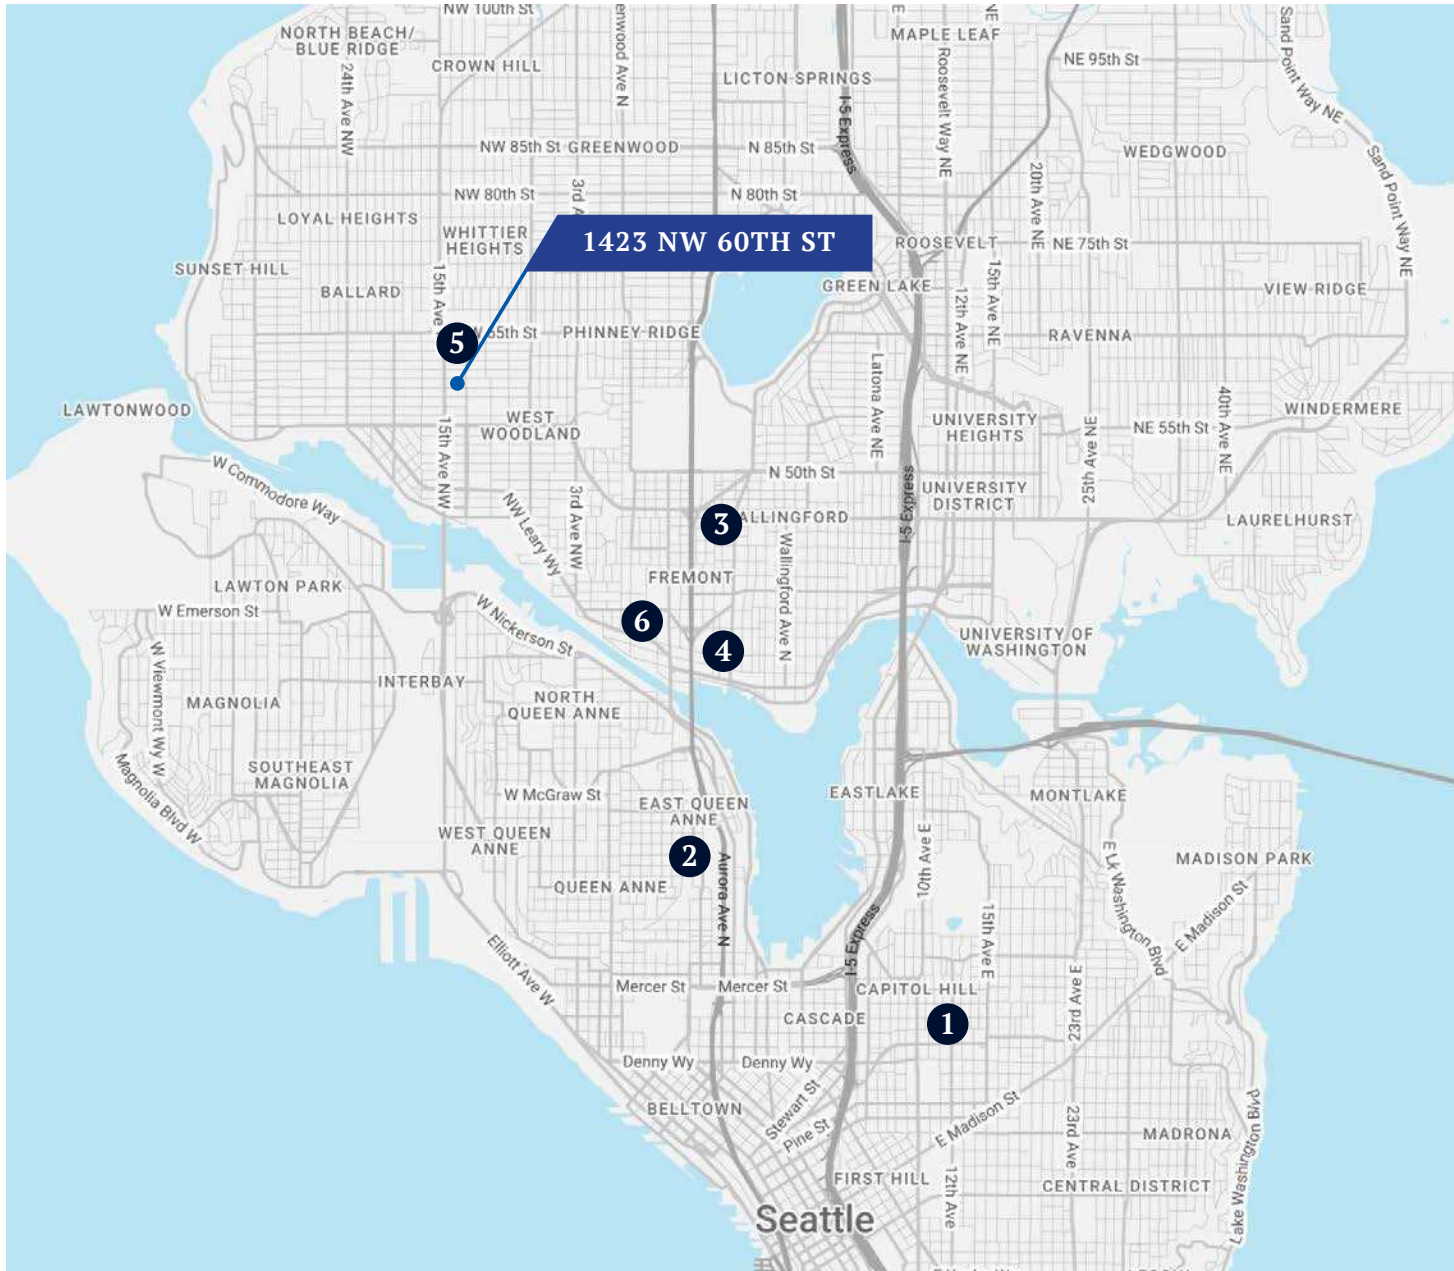 NW 100th St
enwood Ave N
NE
NORTH BEACH/
BLUE RIDGE
MAPLE LEAF
Sand Point Way NE
24th Ave NW
CROWN HILL
LICTON SPRINGS
NE 95th St
Roosevelt Way NE
I-5 Express
NW 85th St
GREENWOOD
N 85th St
WEDGWOOD
Sand Point Way NE
20th Ave NE
NW 80th St
3rd A
N 80th St
LOYAL HEIGHTS
WHITTIER
HEIGHTS
1423 NW 60TH ST
ROOSEVELT
NE 75th St
SUNSET HILL
15th Ave
BALLARD
GREEN LAKE
12th Ave NE
15th Ave NE
VIEW RIDGE
5
65th St
PHINNEY RIDGE
RAVENNA
Latona Ave NE
LAWTONWOOD
15th Ave NW
WEST
WOODLAND
UNIVERSITY
HEIGHTS
25th Ave NE
NE 55th St
40th Ave NE
WINDERMERE
W Commodore Way
NW Leary Wy
3rd Ave NW
N 50th St
I-5 Express
UNIVERSITY
DISTRICT
3
ALLINGFORD
LAURELHURST
LAWTON PARK
FREMONT
Wallingford Ave N
W Emerson St
W Nickerson St
6
4
UNIVERSITY OF
WASHINGTON
W Viewmont Wy W
MAGNOLIA
INTERBAY
NORTH
QUEEN ANNE
Magnolia Blvd W
SOUTHEAST
MAGNOLIA
W McGraw St
EAST QUEEN
ANNE
EASTLAKE
MONTLAKE
WEST QUEEN
ANNE
2
Aurora Ave N
10th Ave E
E Lk Washington Blvd
MADISON PARK
QUEEN ANNE
E Madison St
Elliott Ave W
I-5 Express
15th Ave E
23rd Ave E
Mercer St
Mercer St
CAPITOL HILL
CASCADE
1
Denny Wy
Denny Wy
BELLTOWN
Stewart St
Pine St
E Madison St
23rd Ave
MADRONA
Lake Washington Blvd
FIRST HILL
12th Ave
CENTRAL DISTRICT
Seattle